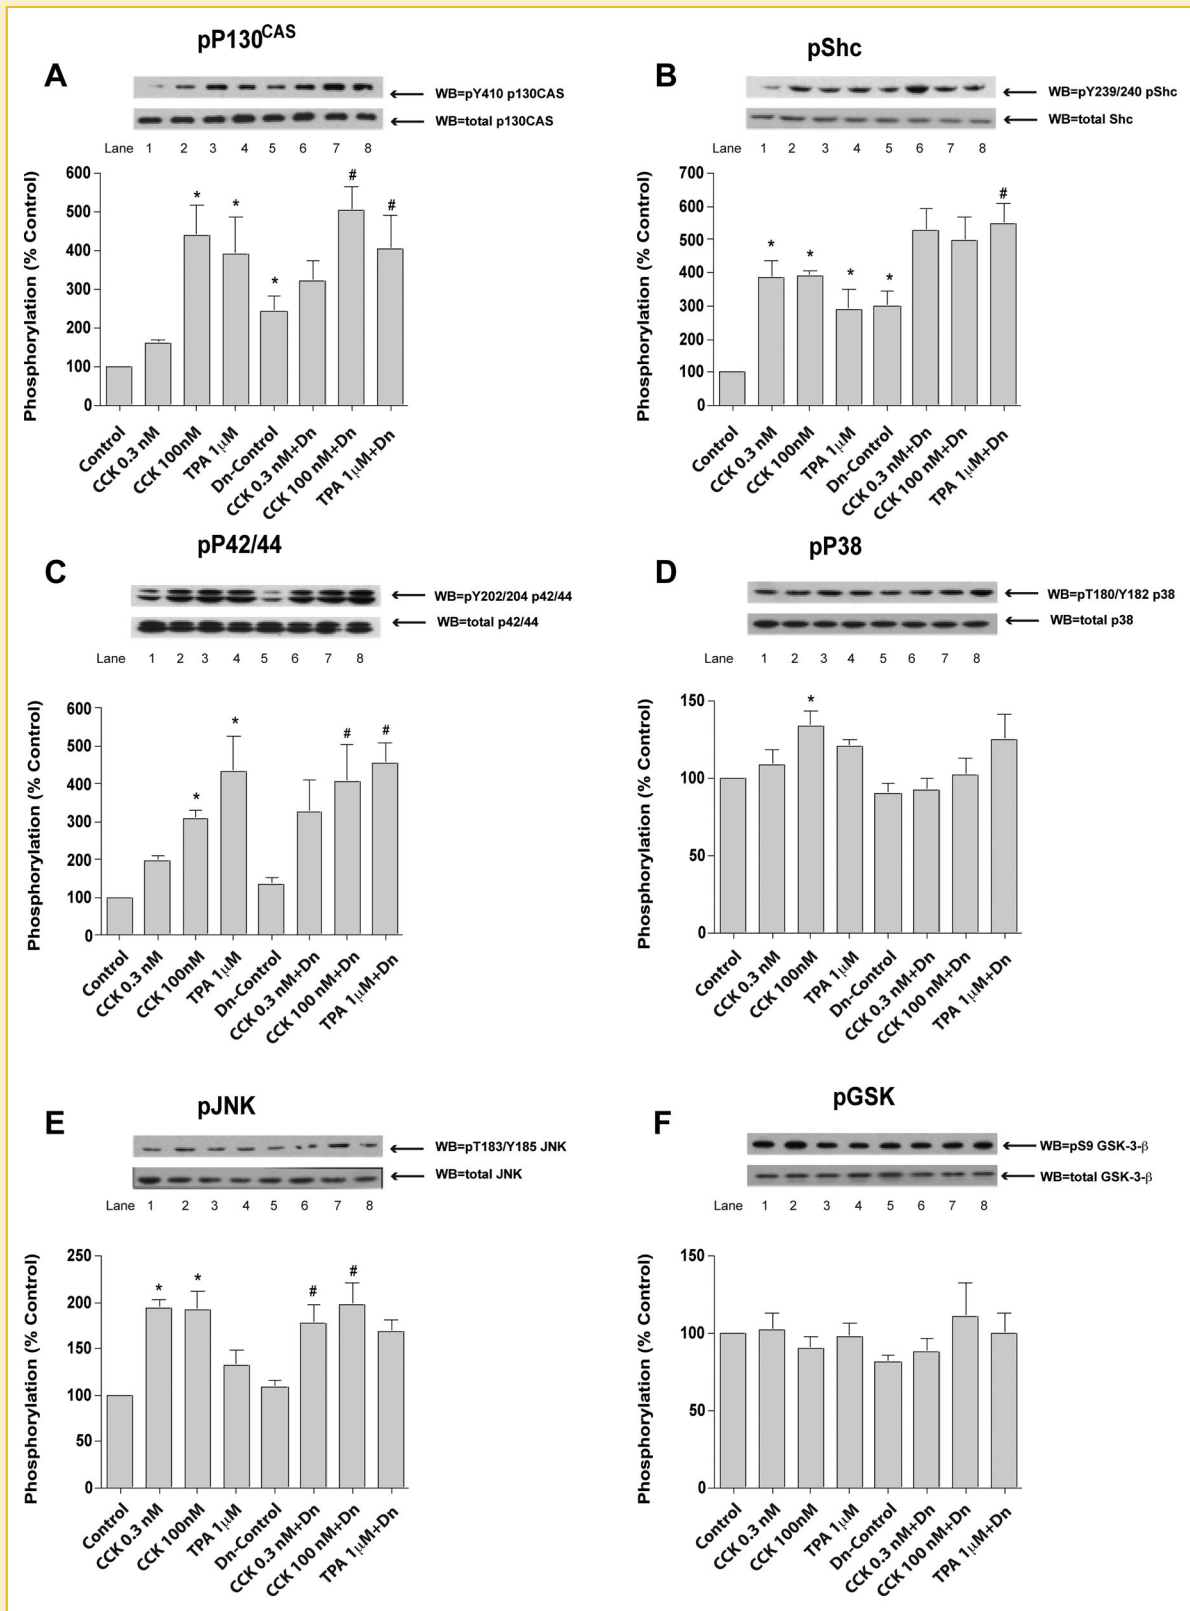 pP130CAS
A
WB=pY410 p130CAS
WB=total p130CAS
Lane 1 2 3 4 5 6 7 8
Phosphorylation (% Control)
600
500
400
300
200
100
0
* * * # #
Control
CCK 0.3 nM
CCK 100nM
TPA 1μM
Dn-Control
CCK 0.3 nM+Dn
CCK 100 nM+Dn
TPA 1μM+Dn
pShc
B
WB=pY239/240 pShc
WB=total Shc
Lane 1 2 3 4 5 6 7 8
Phosphorylation (% Control)
700
600
500
400
300
200
100
0
* * * * #
Control
CCK 0.3 nM
CCK 100nM
TPA 1μM
Dn-Control
CCK 0.3 nM+Dn
CCK 100 nM+Dn
TPA 1μM+Dn
pP42/44
C
WB=pY202/204 p42/44
WB=total p42/44
Lane 1 2 3 4 5 6 7 8
Phosphorylation (% Control)
600
500
400
300
200
100
0
* * # #
Control
CCK 0.3 nM
CCK 100nM
TPA 1μM
Dn-Control
CCK 0.3 nM+Dn
CCK 100 nM+Dn
TPA 1μM+Dn
pP38
D
WB=pT180/Y182 p38
WB=total p38
Lane 1 2 3 4 5 6 7 8
Phosphorylation (% Control)
150
100
50
0
*
Control
CCK 0.3 nM
CCK 100nM
TPA 1μM
Dn-Control
CCK 0.3 nM+Dn
CCK 100 nM+Dn
TPA 1μM+Dn
pJNK
E
WB=pT183/Y185 JNK
WB=total JNK
Lane 1 2 3 4 5 6 7 8
Phosphorylation (% Control)
250
200
150
100
50
0
* * # #
Control
CCK 0.3 nM
CCK 100nM
TPA 1μM
Dn-Control
CCK 0.3 nM+Dn
CCK 100 nM+Dn
TPA 1μM+Dn
pGSK
F
WB=pS9 GSK-3-β
WB=total GSK-3-β
Lane 1 2 3 4 5 6 7 8
Phosphorylation (% Control)
150
100
50
0
Control
CCK 0.3 nM
CCK 100nM
TPA 1μM
Dn-Control
CCK 0.3 nM+Dn
CCK 100 nM+Dn
TPA 1μM+Dn